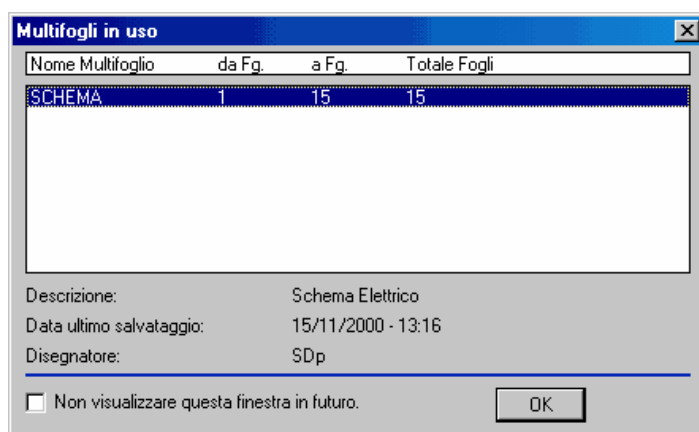 Multifogli in uso
Nome Multifoglio da Fg. a Fg. Totale Fogli
SCHEMA 1 15 15
Descrizione: Schema Elettrico
Data ultimo salvataggio: 15/11/2000 - 13:16
Disegnatore: SDp
Non visualizzare questa finestra in futuro. OK